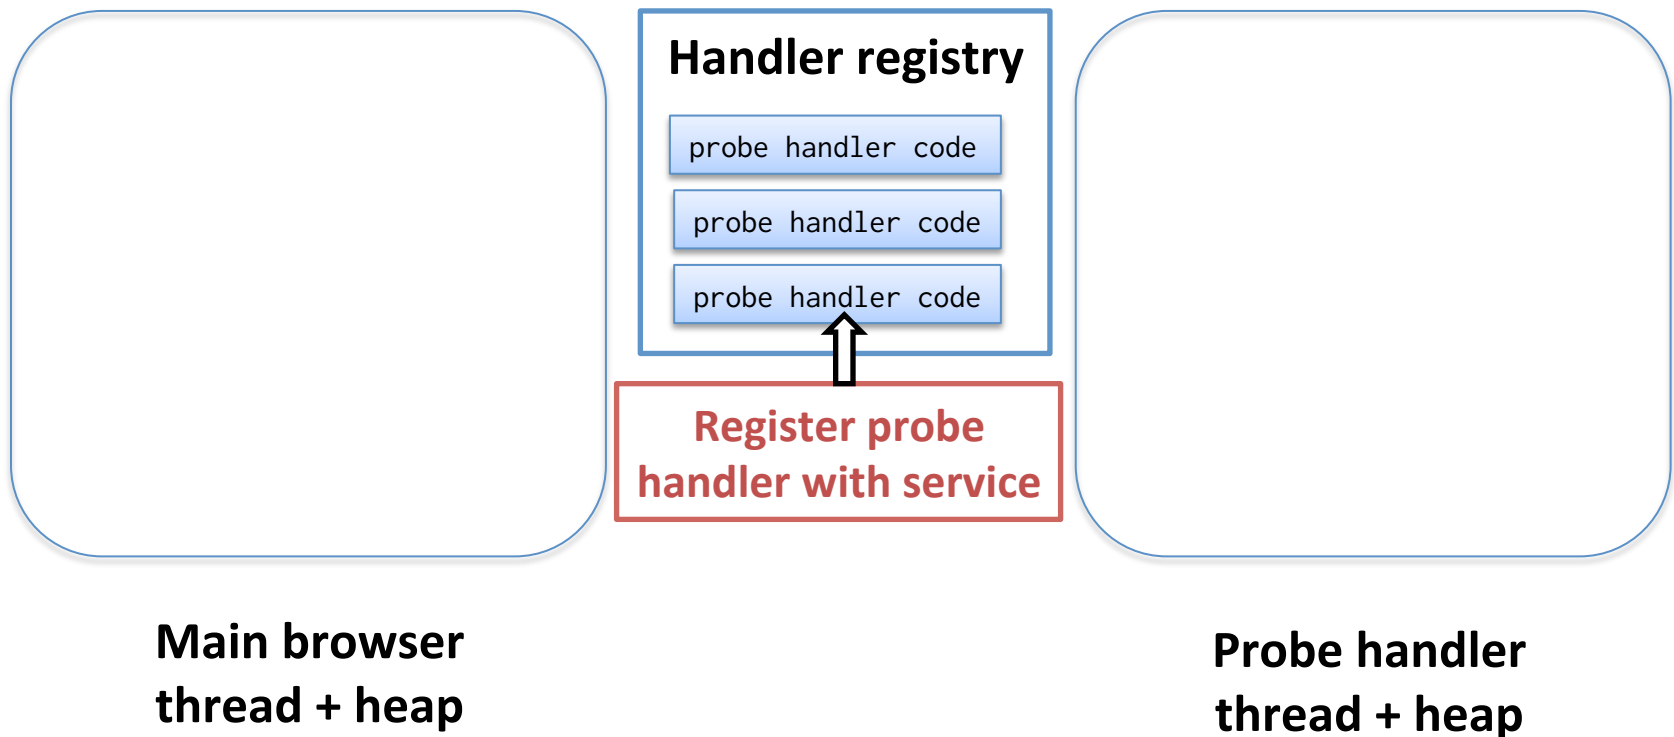 Handler registry
probe handler code
probe handler code
probe handler code
Register probe
handler with service
Main browser
thread + heap
Probe handler
thread + heap